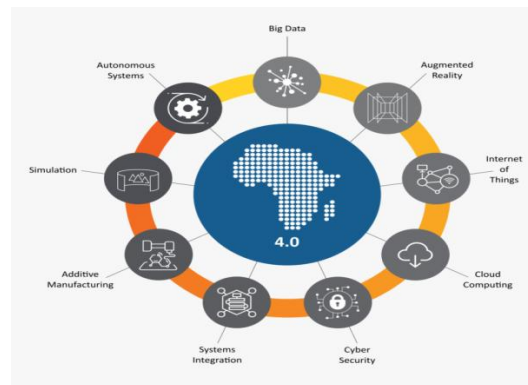 Big Data
Augmented
Reality
Internet
of
Things
Cloud
Computing
Cyber
Security
Systems
Integration
Additive
Manufacturing
Simulation
Autonomous
Systems
4.0